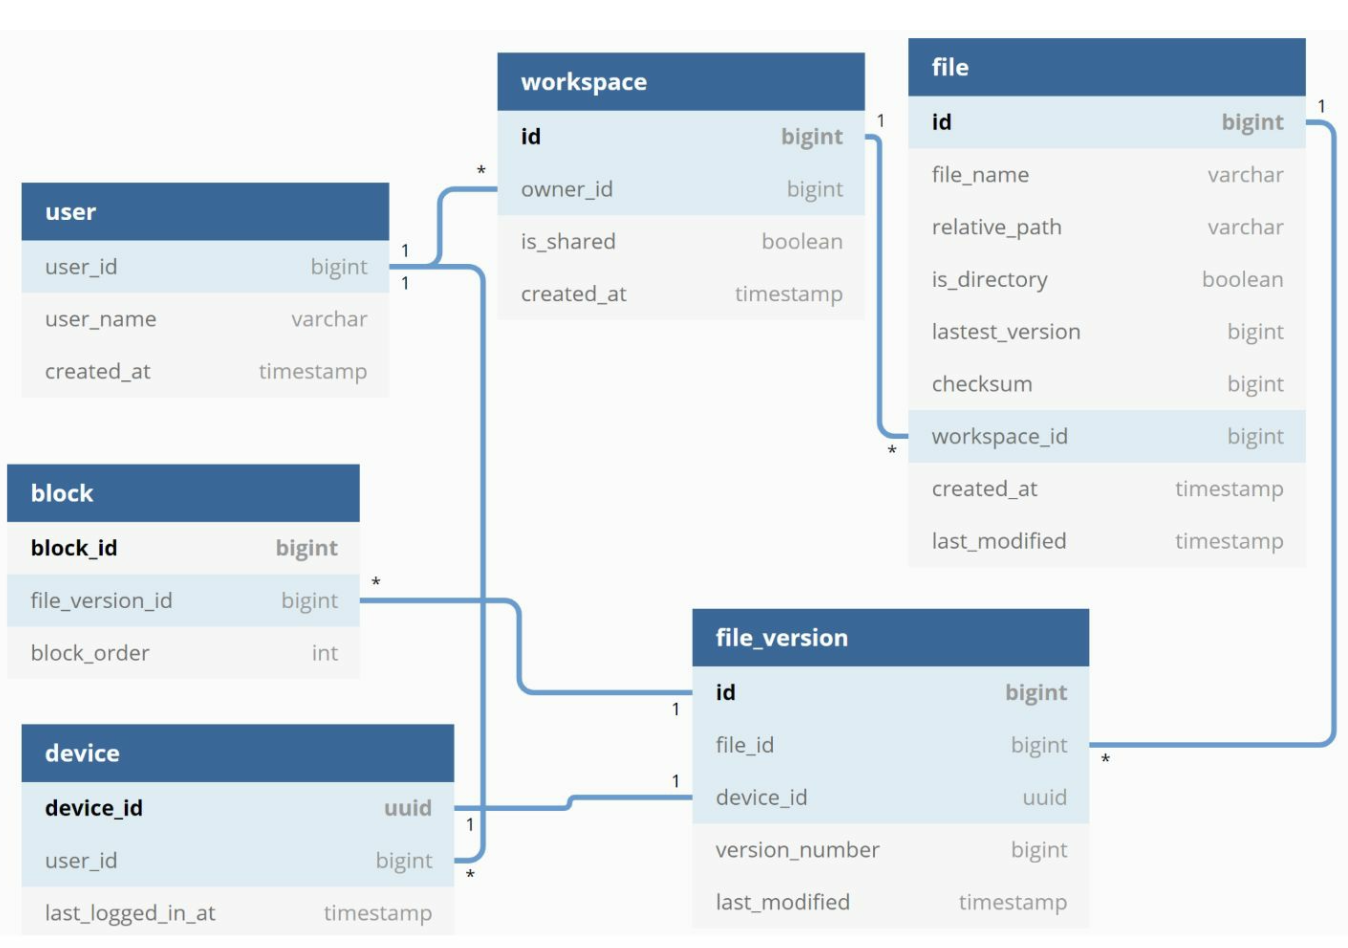 user
user_id bigint
user_name varchar
created_at timestamp
1
1
*
workspace
id bigint
owner_id bigint
is_shared boolean
created_at timestamp
1
*
file
id bigint
file_name varchar
relative_path varchar
is_directory boolean
lastest_version bigint
checksum bigint
workspace_id bigint
created_at timestamp
last_modified timestamp
1
block
block_id bigint
file_version_id bigint
block_order int
*
1
file_version
id bigint
file_id bigint
device_id uuid
version_number bigint
last_modified timestamp
*
1
device
device_id uuid
user_id bigint
last_logged_in_at timestamp
1
*